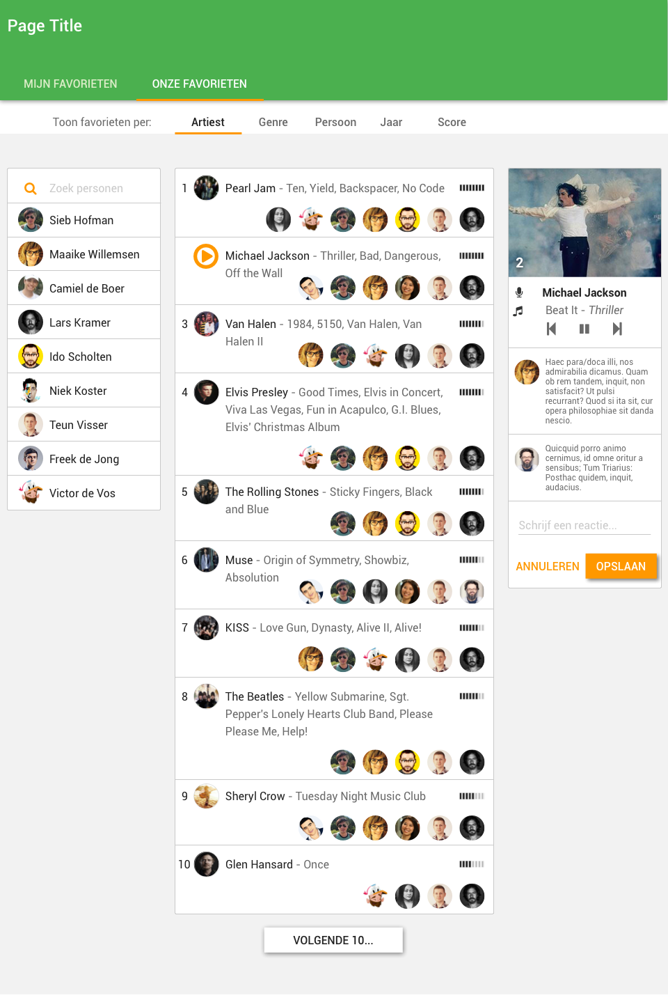 Page Title
MIJN FAVORIETEN
ONZE FAVORIETEN
Toon favorieten per:
Artiest
Genre
Persoon
Jaar
Score
Zoek personen
Sieb Hofman
Maaike Willemsen
Camiel de Boer
Lars Kramer
Ido Scholten
Niek Koster
Teun Visser
Freek de Jong
Victor de Vos
1 Pearl Jam - Ten, Yield, Backspacer, No Code
Michael Jackson - Thriller, Bad, Dangerous,
Off the Wall
3 Van Halen - 1984, 5150, Van Halen, Van
Halen II
4 Elvis Presley - Good Times, Elvis in Concert,
Viva Las Vegas, Fun in Acapulco, G.I. Blues,
Elvis' Christmas Album
5 The Rolling Stones - Sticky Fingers, Black
and Blue
6 Muse - Origin of Symmetry, Showbiz,
Absolution
7 KISS - Love Gun, Dynasty, Alive II, Alive!
8 The Beatles - Yellow Submarine, Sgt.
Pepper's Lonely Hearts Club Band, Please
Please Me, Help!
9 Sheryl Crow - Tuesday Night Music Club
10 Glen Hansard - Once
VOLGENDE 10...
2
Michael Jackson
Beat It - Thriller
Haec para/doca illi, nos
admirabilia dicamus. Quam
ob rem tandem, inquit, non
satisfacit? Ut pulsi
recurrant? Quod si ita sit, cur
opera philosophiae sit danda
nescio.
Quicquid porro animo
cernimus, id omne oritur a
sensibus; Tum Triarius:
Posthac quidem, inquit,
audacius.
Schrijf een reactie...
ANNULEREN
OPSLAAN